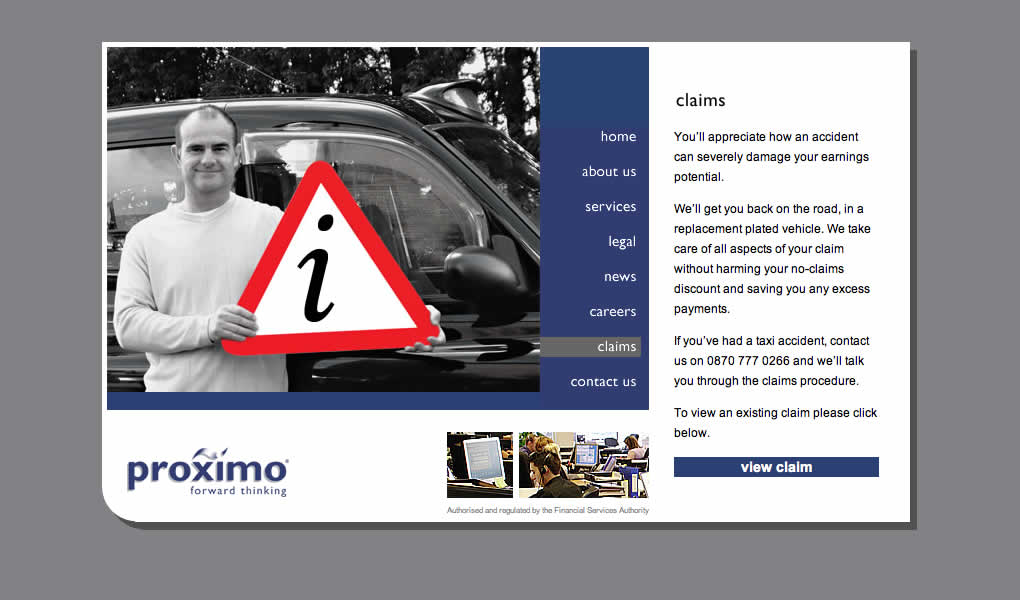 i
home
about us
services
legal
news
careers
claims
contact us
claims
You'll appreciate how an accident
can severely damage your earnings
potential.
We'll get you back on the road, in a
replacement plated vehicle. We take
care of all aspects of your claim
without harming your no-claims
discount and saving you any excess
payments.
If you've had a taxi accident, contact
us on 0870 777 0266 and we'll talk
you through the claims procedure.
To view an existing claim please click
below.
view claim
proximo
forward thinking
Authorised and regulated by the Financial Services Authority